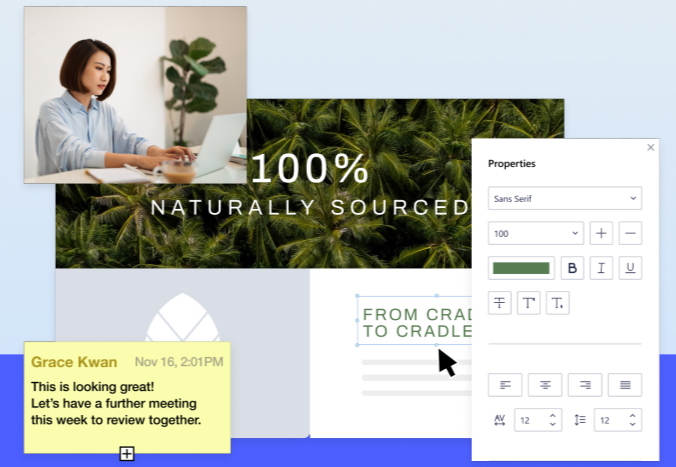 100%
NATURALLY SOURCED
FROM CRAD
TO CRADLE
Grace Kwan Nov 16, 2:01PM
This is looking great!
Let's have a further meeting
this week to review together.
Properties
Sans Serif
100
B I U
T T T
AV 12 12